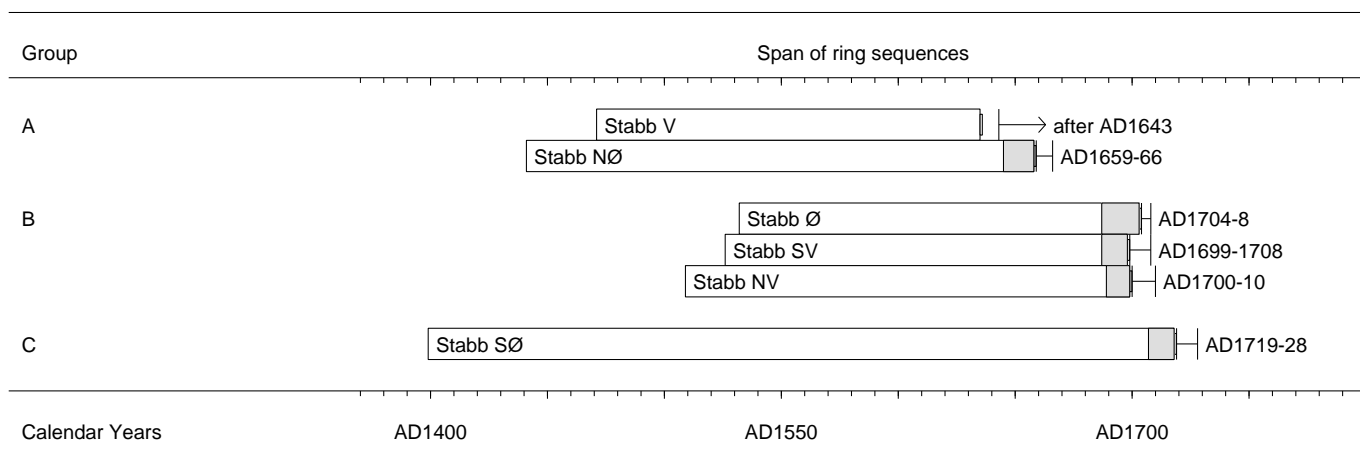 Group Span of ring sequences
A Stabb V after AD1643
Stabb NØ AD1659-66
B Stabb Ø AD1704-8
Stabb SV AD1699-1708
Stabb NV AD1700-10
C Stabb SØ AD1719-28
Calendar Years AD1400 AD1550 AD1700